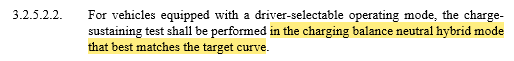 3.2.5.2.2. For vehicles equipped with a driver-selectable operating mode, the charge-
sustaining test shall be performed in the charging balance neutral hybrid mode
that best matches the target curve.